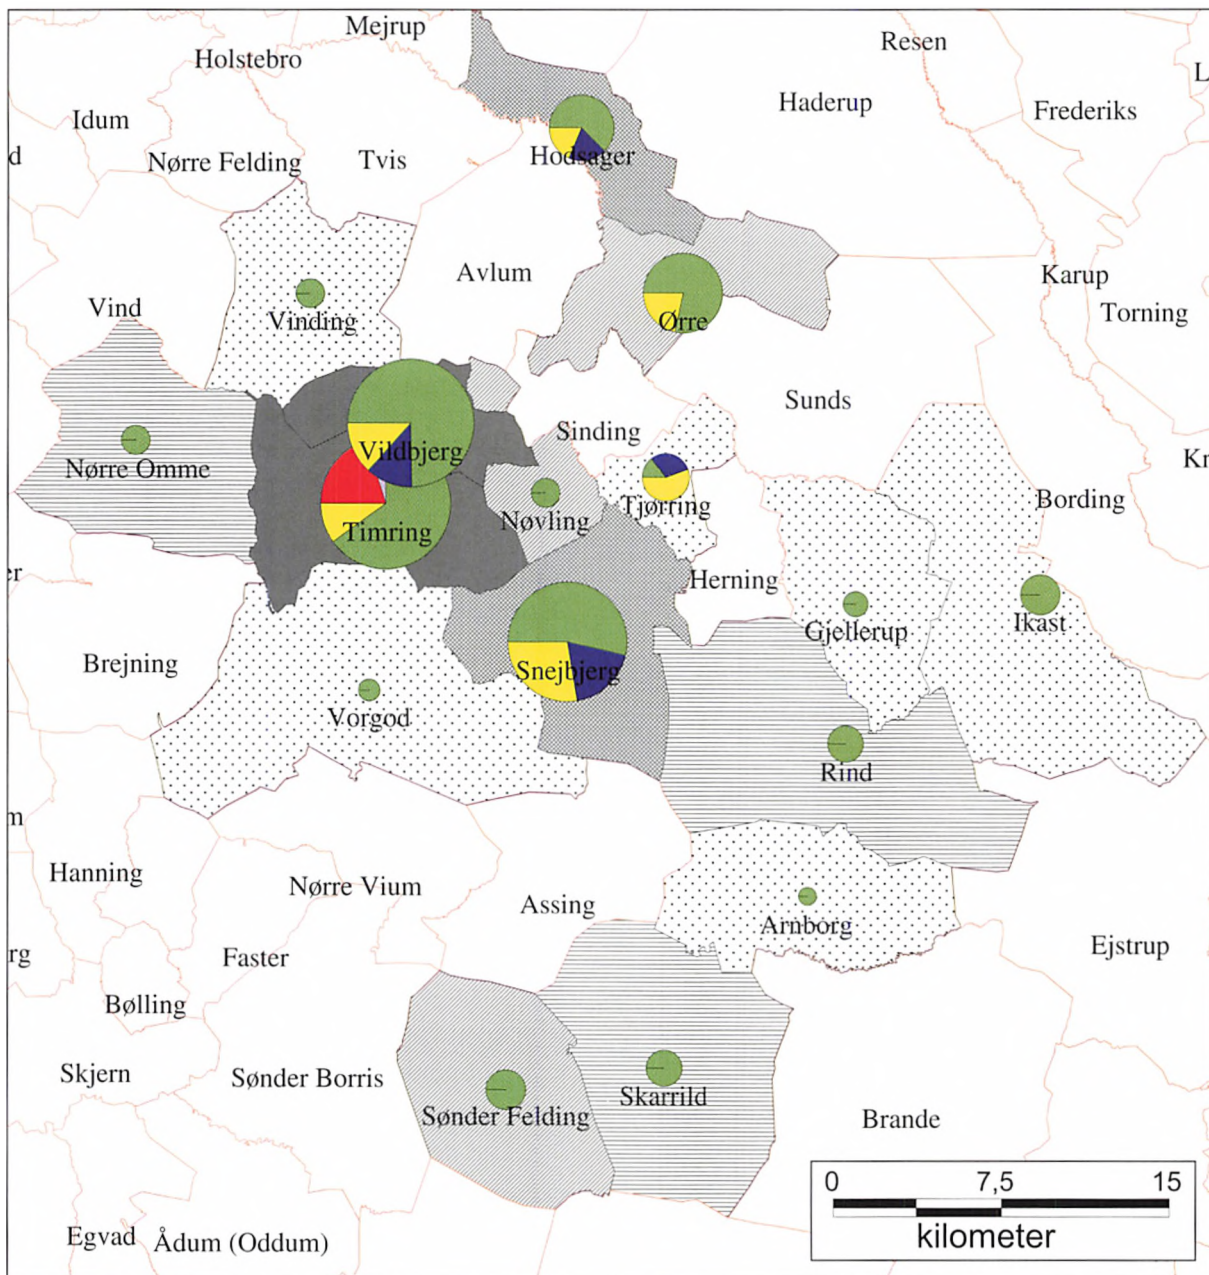 Mejrup
Resen
Holstebro
L
Haderup
Frederiks
Idum
d
Nørre Felding
Tvis
Hodsager
Avlum
Karup
Vind
Vinding
Ørre
Torning
Sunds
Sinding
Vildbjerg
Nørre Omme
Kr
Bording
Nøvling
Tjørring
Timring
er
Herning
Ikast
Gjellerup
Brejning
Snejbjerg
Vorgod
Rind
m
Hanning
Nørre Vium
Assing
Arnborg
Ejstrup
rg
Faster
Bølling
Skjern
Sønder Borris
Skarrild
Sønder Felding
Brande
0 7,5 15
kilometer
Egvad
Ådum (Oddum)